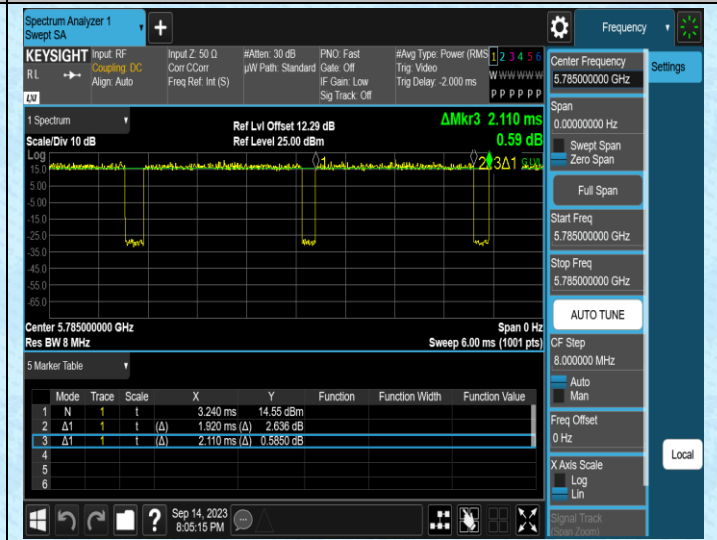 Spectrum Analyzer 1
Swept SA
+
Frequency
KEYSIGHT Input: RF Input Z: 50 Ω #Atten: 30 dB PNO: Fast #Avg Type: Power (RMS 1 2 3 4 5 6
RL Coupling: DC Corr CCorr µW Path: Standard Gate: Off Trig: Video W W W W W W
Align: Auto Freq Ref: Int (S) IF Gain: Low Trig Delay: -2.000 ms
LXI Sig Track: Off P P P P P P
1 Spectrum
Ref Lvl Offset 12.29 dB ΔMkr3 2.110 ms
Scale/Div 10 dB Ref Level 25.00 dBm 0.59 dB
Log
15.0 1 2 3Δ1
5.00
-5.00
-15.0
-25.0
-35.0
-45.0
-55.0
-65.0
Center 5.785000000 GHz Span 0 Hz
Res BW 8 MHz Sweep 6.00 ms (1001 pts)
5 Marker Table
Mode Trace Scale X Y Function Function Width Function Value
1 N 1 t 3.240 ms 14.55 dBm
2 Δ1 1 t (Δ) 1.920 ms (Δ) 2.636 dB
3 Δ1 1 t (Δ) 2.110 ms (Δ) 0.5850 dB
4
5
6
? Sep 14, 2023
8:05:15 PM
Center Frequency
5.785000000 GHz
Settings
Span
0.00000000 Hz
Swept Span
Zero Span
Full Span
Start Freq
5.785000000 GHz
Stop Freq
5.785000000 GHz
AUTO TUNE
CF Step
8.000000 MHz
Auto
Man
Freq Offset
0 Hz
X Axis Scale
Log
Lin
Local
Signal Track
(Span Zoom)